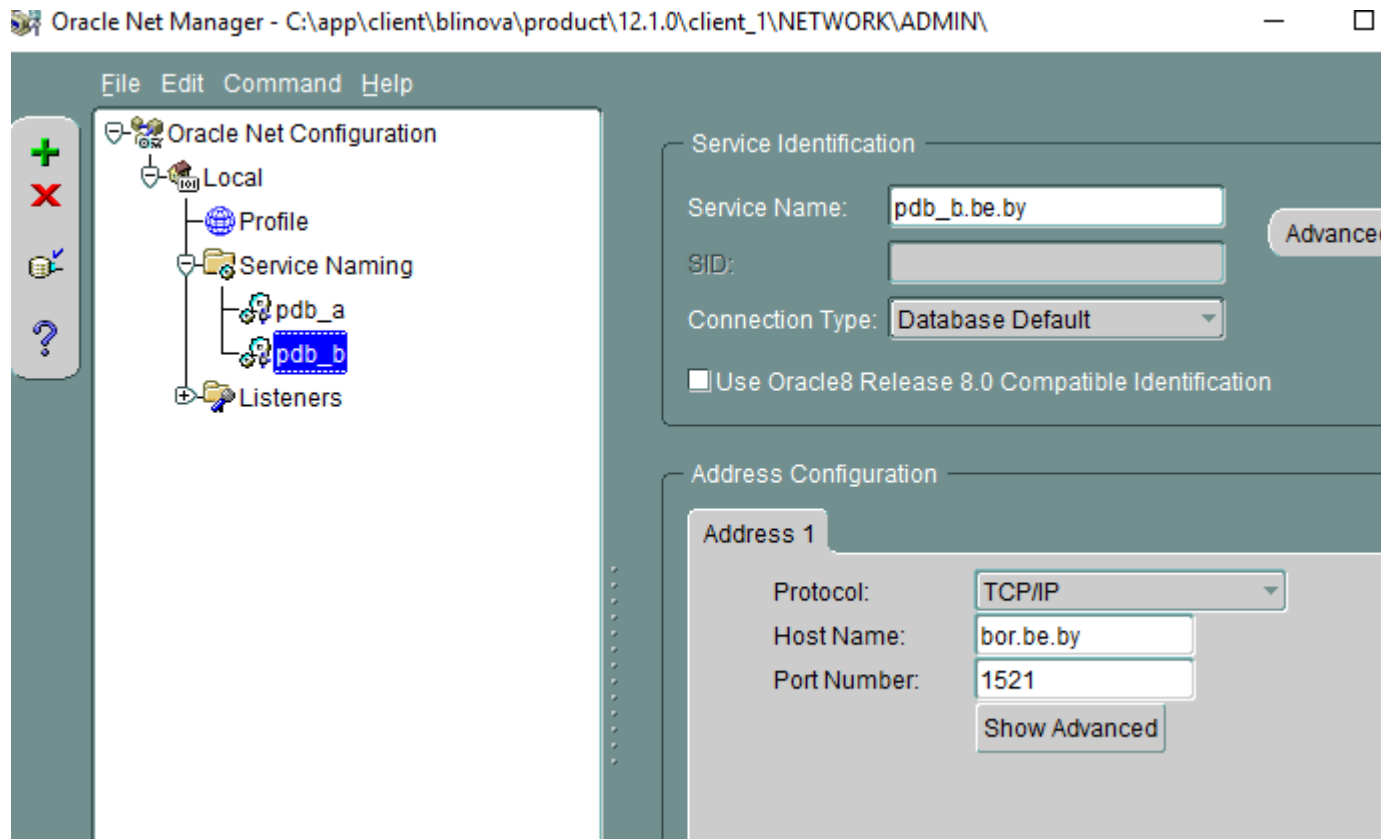 Oracle Net Manager - C:\app\client\blinova\product\12.1.0\client_1\NETWORK\ADMIN\
File Edit Command Help
Oracle Net Configuration
Local
Profile
Service Naming
pdb_a
pdb_b
Listeners
Service Identification
Service Name: pdb_b.be.by
Advanced
SID:
Connection Type: Database Default
Use Oracle8 Release 8.0 Compatible Identification
Address Configuration
Address 1
Protocol: TCP/IP
Host Name: bor.be.by
Port Number: 1521
Show Advanced